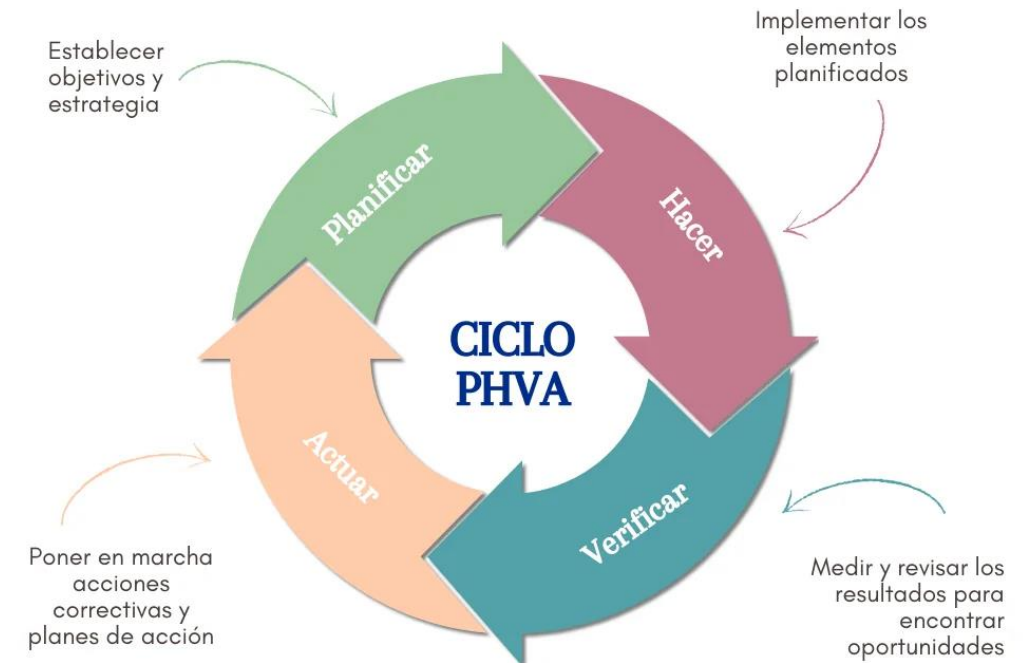 Establecer
objetivos y
estrategia
Implementar los
elementos
planificados
Planificar
Hacer
CICLO
PHVA
Actuar
Verificar
Poner en marcha
acciones
correctivas y
planes de acción
Medir y revisar los
resultados para
encontrar
oportunidades